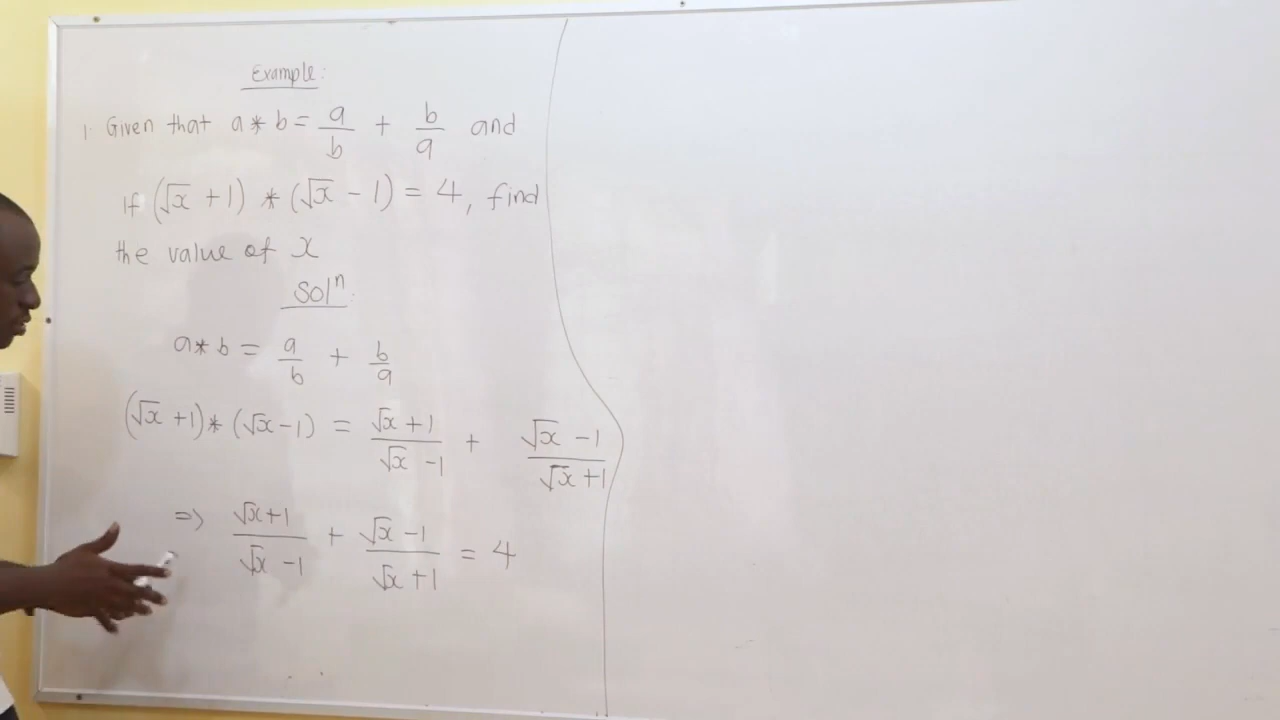 Example:
1. Given that a * b = a/b + b/a and
If (√x + 1) * (√x - 1) = 4, find
the value of x
Solⁿ:
a * b = a/b + b/a
(√x + 1) * (√x - 1) = (√x + 1)/(√x - 1) + (√x - 1)/(√x + 1)
=> (√x + 1)/(√x - 1) + (√x - 1)/(√x + 1) = 4